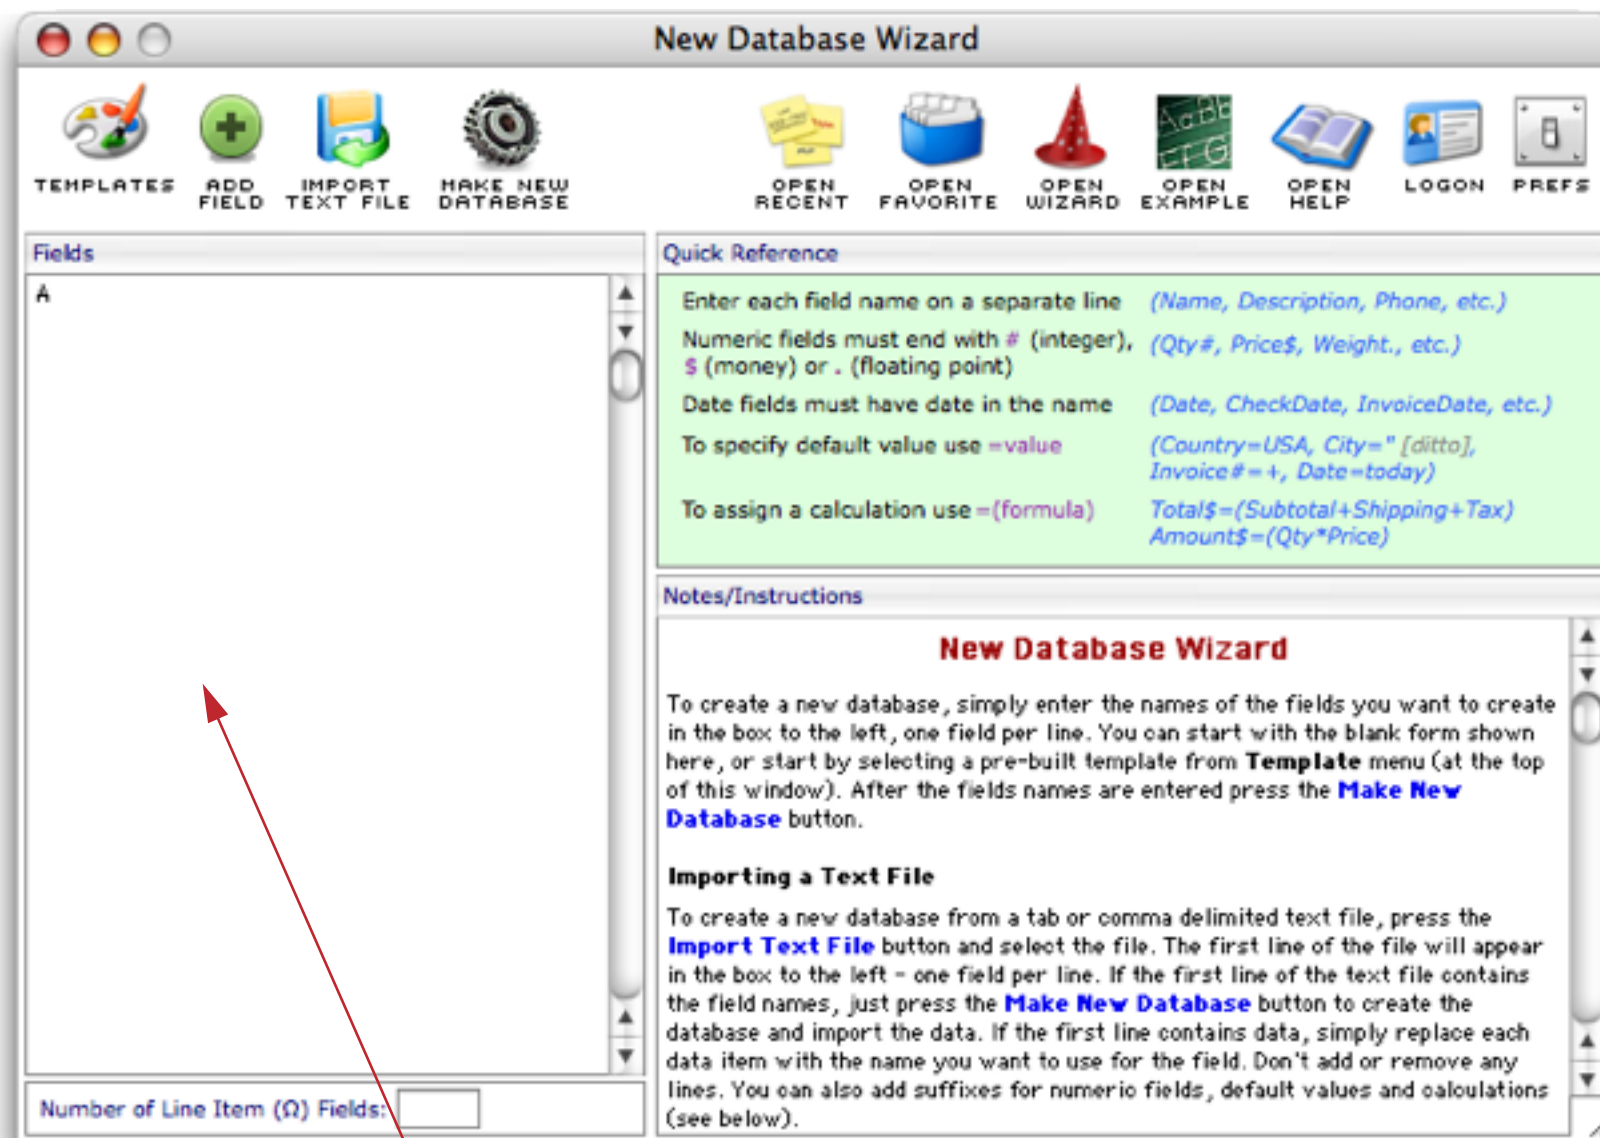 New Database Wizard
TEMPLATES
ADD
FIELD
IMPORT
TEXT FILE
MAKE NEW
DATABASE
OPEN
RECENT
OPEN
FAVORITE
OPEN
WIZARD
OPEN
EXAMPLE
OPEN
HELP
LOGON
PREFS
Fields
A
Number of Line Item (Ω) Fields:
Quick Reference
Enter each field name on a separate line (Name, Description, Phone, etc.)
Numeric fields must end with # (integer), (Qty#, Price$, Weight., etc.)
$ (money) or . (floating point)
Date fields must have date in the name (Date, CheckDate, InvoiceDate, etc.)
To specify default value use =value (Country=USA, City=" [ditto],
Invoice#=+, Date=today)
To assign a calculation use =(formula) Total$=(Subtotal+Shipping+Tax)
Amount$=(Qty*Price)
Notes/Instructions
New Database Wizard
To create a new database, simply enter the names of the fields you want to create
in the box to the left, one field per line. You can start with the blank form shown
here, or start by selecting a pre-built template from Template menu (at the top
of this window). After the fields names are entered press the Make New
Database button.
Importing a Text File
To create a new database from a tab or comma delimited text file, press the
Import Text File button and select the file. The first line of the file will appear
in the box to the left - one field per line. If the first line of the text file contains
the field names, just press the Make New Database button to create the
database and import the data. If the first line contains data, simply replace each
data item with the name you want to use for the field. Don't add or remove any
lines. You can also add suffixes for numeric fields, default values and calculations
(see below).